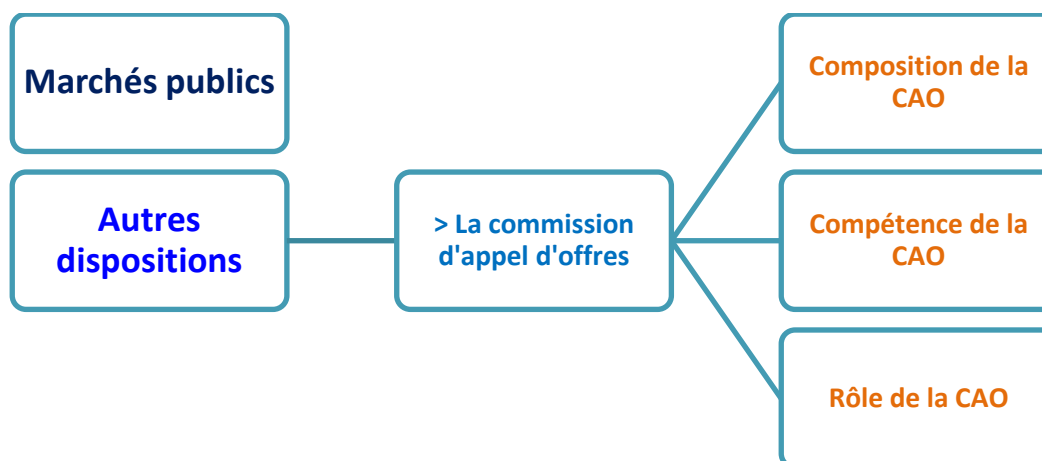 Marchés publics
Autres
dispositions
> La commission
d'appel d'offres
Composition de la
CAO
Compétence de la
CAO
Rôle de la CAO